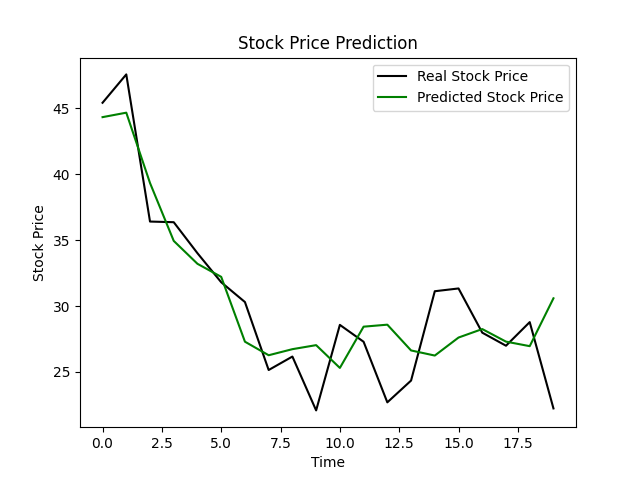 Stock Price Prediction
Real Stock Price
Predicted Stock Price
Stock Price
45
40
35
30
25
0.0 2.5 5.0 7.5 10.0 12.5 15.0 17.5
Time